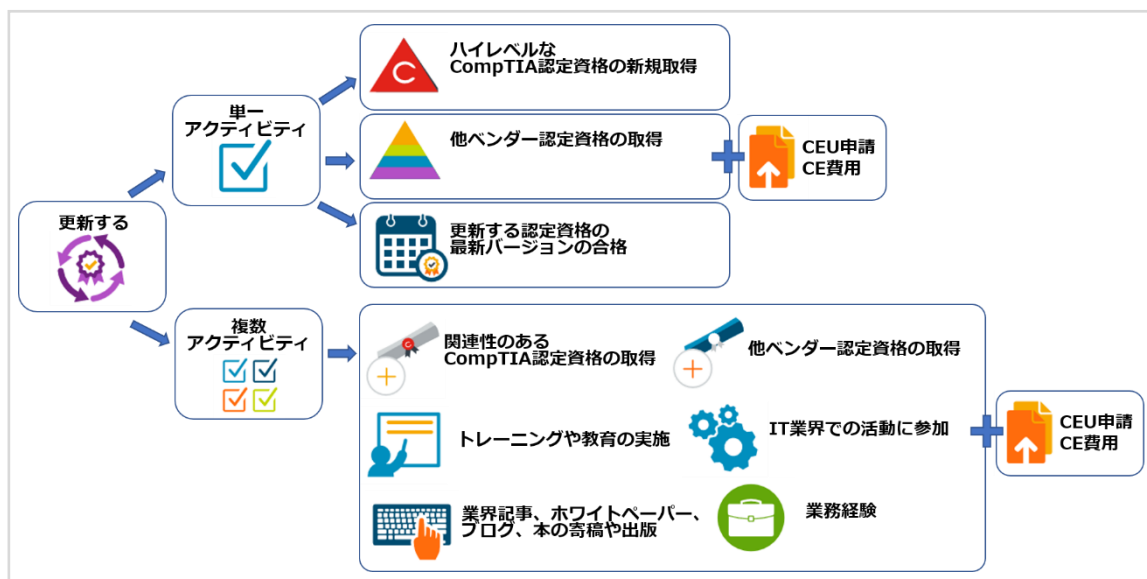 更新する
単一
アクティビティ
C
ハイレベルな
CompTIA認定資格の新規取得
他ベンダー認定資格の取得
CEU申請
CE費用
更新する認定資格の
最新バージョンの合格
複数
アクティビティ
関連性のある
CompTIA認定資格の取得
他ベンダー認定資格の取得
トレーニングや教育の実施
IT業界での活動に参加
業界記事、ホワイトペーパー、
ブログ、本の寄稿や出版
業務経験
CEU申請
CE費用